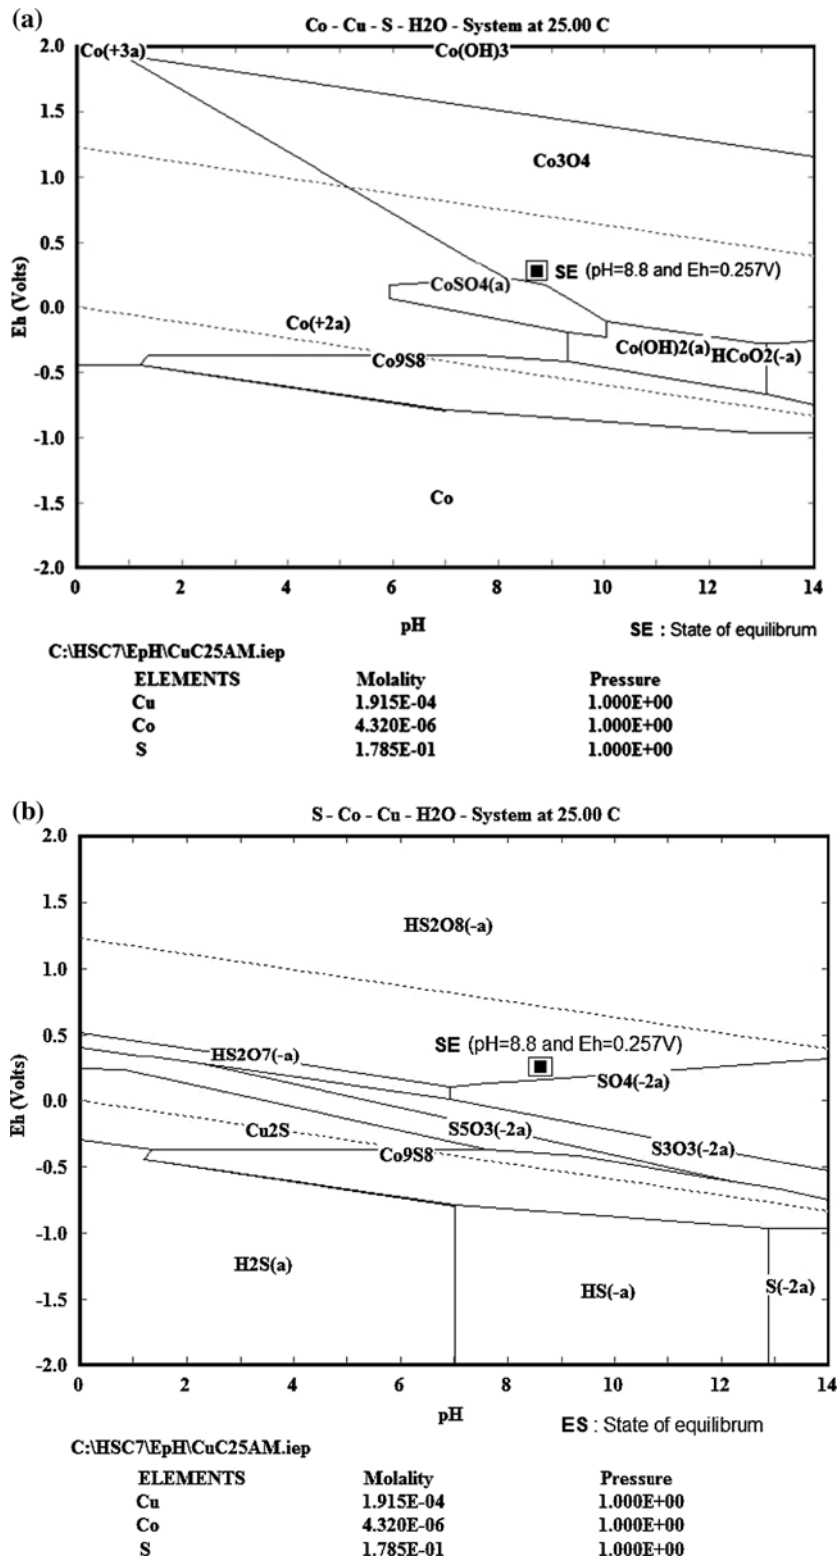 (a)
Co - Cu - S - H2O - System at 25.00 C
Eh (Volts)
2.0
1.5
1.0
0.5
0.0
-0.5
-1.0
-1.5
-2.0
Co(+3a)
Co(OH)3
Co3O4
SE (pH=8.8 and Eh=0.257V)
CoSO4(a)
Co(+2a)
Co(OH)2(a)
HCoO2(-a)
Co9S8
Co
0 2 4 6 8 10 12 14
pH
SE : State of equilibrum
C:\HSC7\EpH\CuC25AM.iep
ELEMENTS Molality Pressure
Cu 1.915E-04 1.000E+00
Co 4.320E-06 1.000E+00
S 1.785E-01 1.000E+00
(b)
S - Co - Cu - H2O - System at 25.00 C
Eh (Volts)
2.0
1.5
1.0
0.5
0.0
-0.5
-1.0
-1.5
-2.0
HS2O8(-a)
SE (pH=8.8 and Eh=0.257V)
HS2O7(-a)
SO4(-2a)
Cu2S
S5O3(-2a)
S3O3(-2a)
Co9S8
H2S(a)
HS(-a)
S(-2a)
0 2 4 6 8 10 12 14
pH
ES : State of equilibrum
C:\HSC7\EpH\CuC25AM.iep
ELEMENTS Molality Pressure
Cu 1.915E-04 1.000E+00
Co 4.320E-06 1.000E+00
S 1.785E-01 1.000E+00